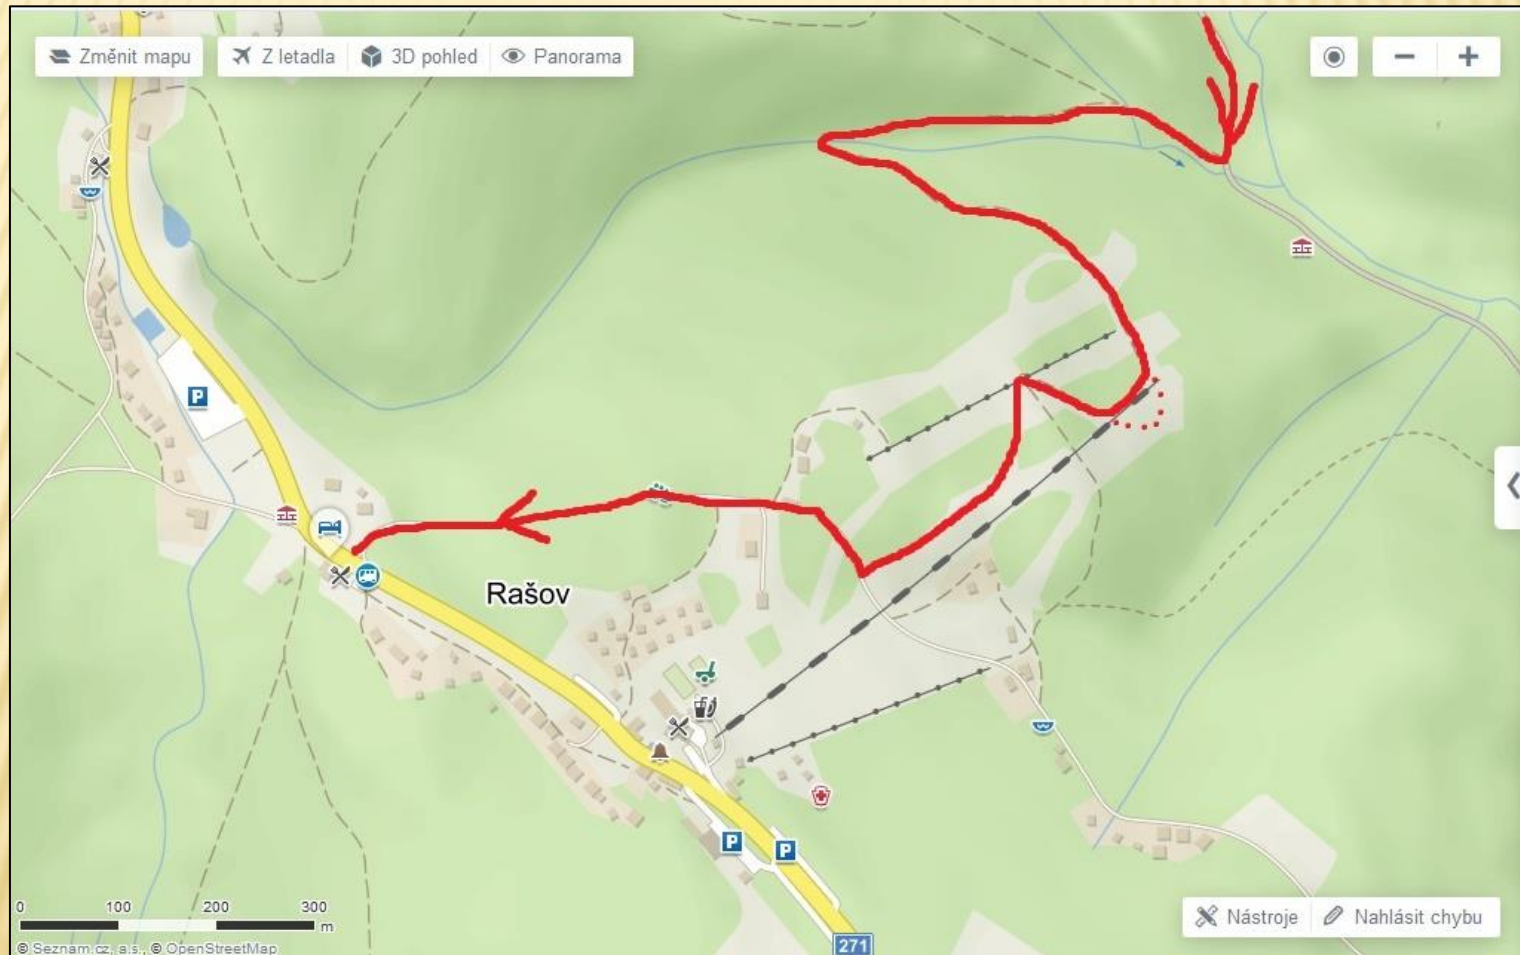 Změnit mapu
Z letadla
3D pohled
Panorama
− +
P
Rašov
P
P
0 100 200 300
m
271
Nástroje
Nahlásit chybu
© Seznam.cz, a.s., © OpenStreetMap